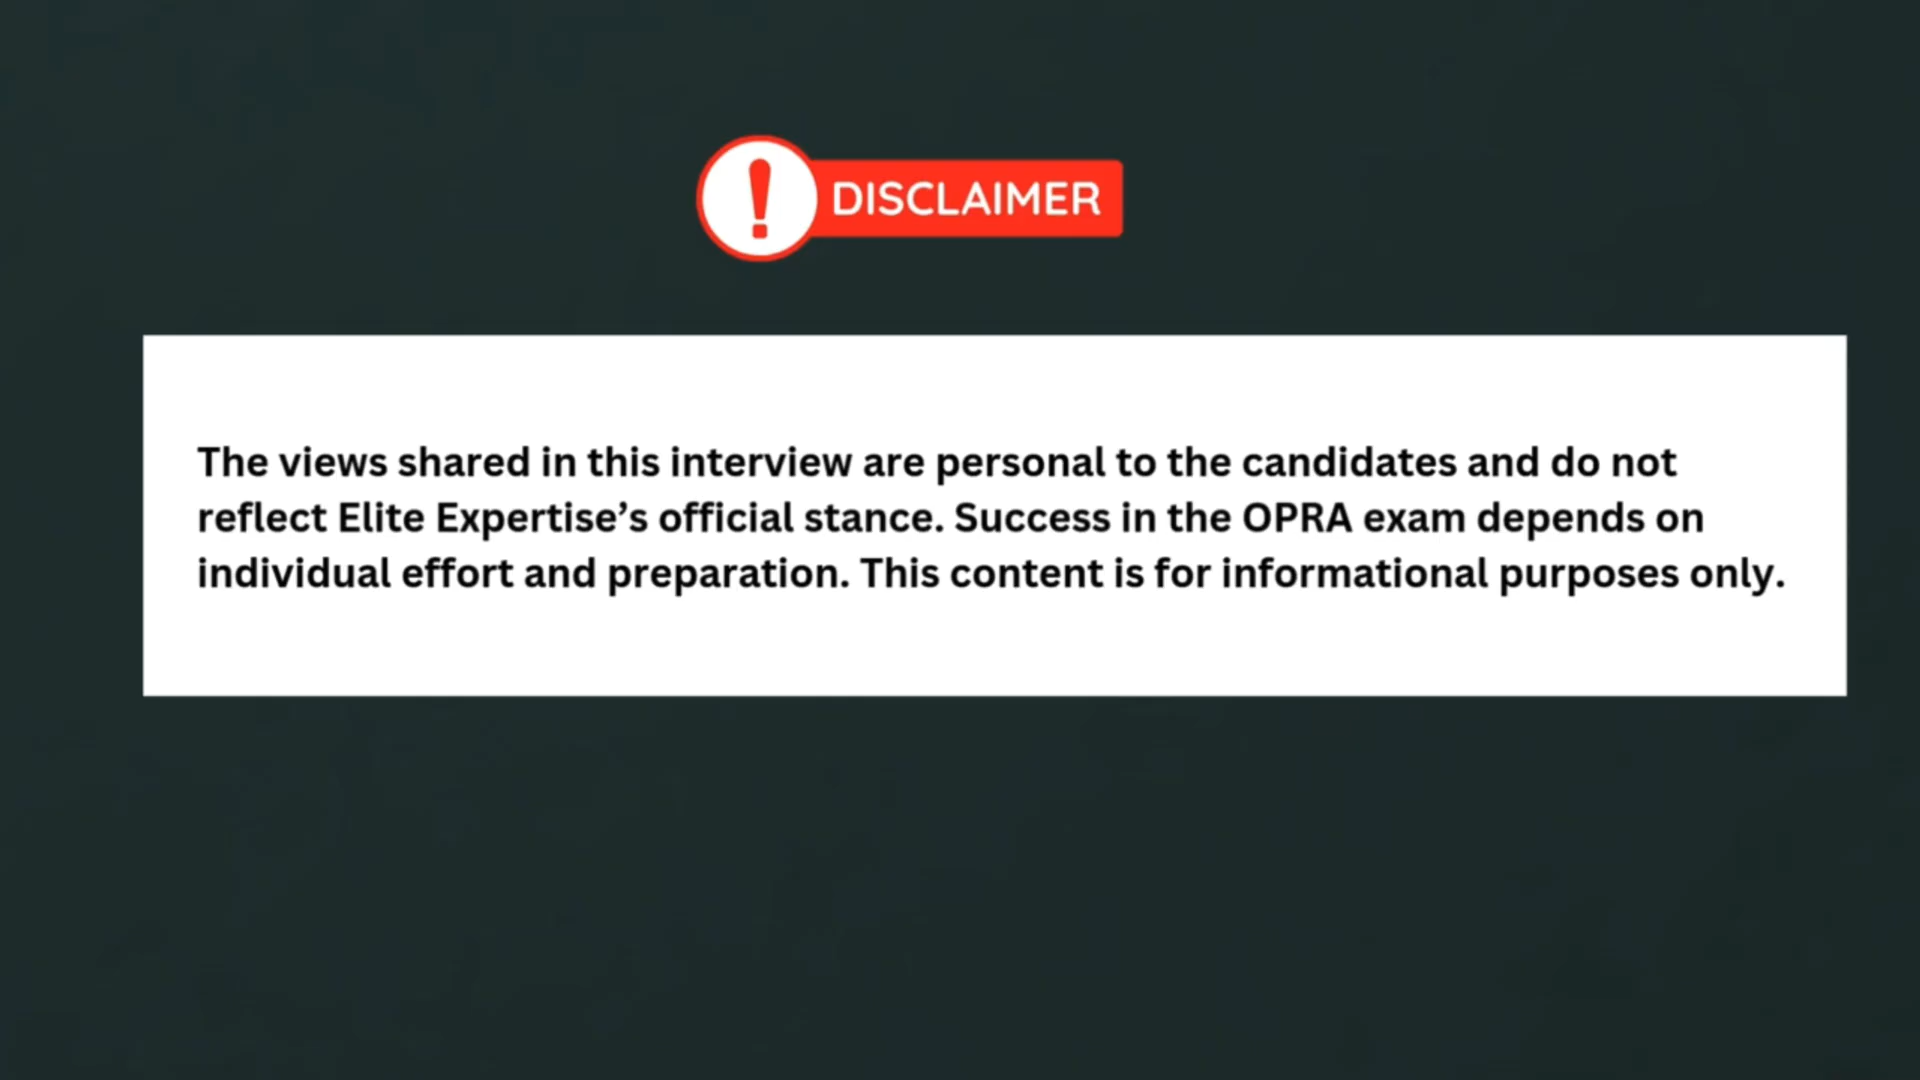 DISCLAIMER
The views shared in this interview are personal to the candidates and do not
reflect Elite Expertise’s official stance. Success in the OPRA exam depends on
individual effort and preparation. This content is for informational purposes only.